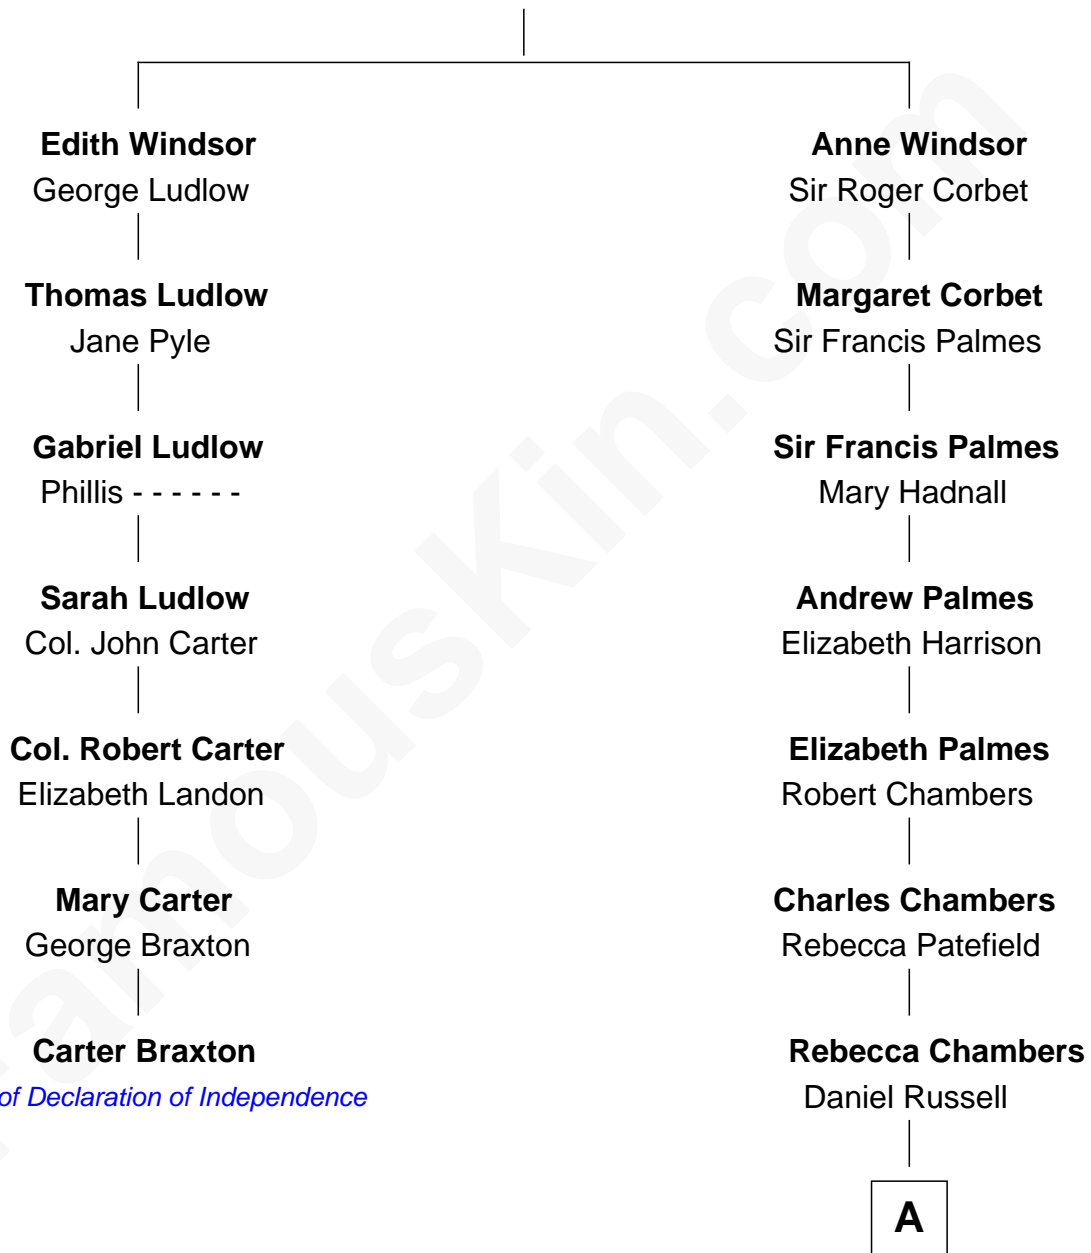 Edith Windsor
George Ludlow
Anne Windsor
Sir Roger Corbet
Thomas Ludlow
Jane Pyle
Margaret Corbet
Sir Francis Palmes
Gabriel Ludlow
Phillis - - - - - -
Sir Francis Palmes
Mary Hadnall
Sarah Ludlow
Col. John Carter
Andrew Palmes
Elizabeth Harrison
Col. Robert Carter
Elizabeth Landon
Elizabeth Palmes
Robert Chambers
Mary Carter
George Braxton
Charles Chambers
Rebecca Patefield
Carter Braxton
of Declaration of Independence
Rebecca Chambers
Daniel Russell
A
FamousKin.com